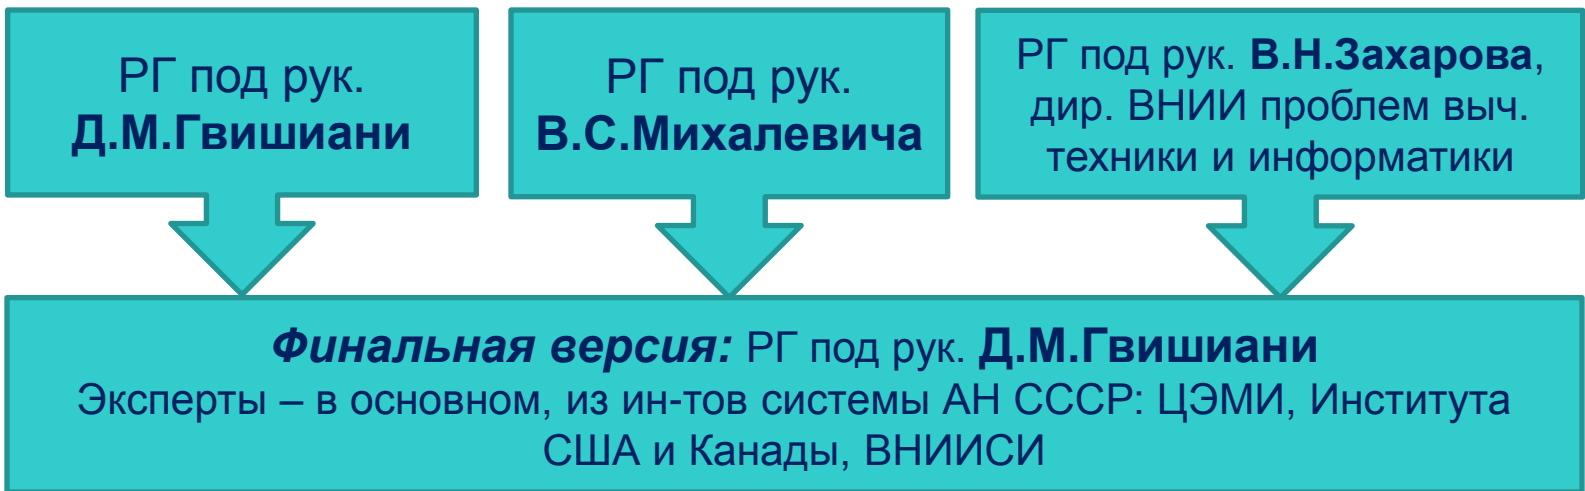 РГ под рук.
Д.М.Гвишиани
РГ под рук.
В.С.Михалевича
РГ под рук. В.Н.Захарова,
дир. ВНИИ проблем выч.
техники и информатики
Финальная версия: РГ под рук. Д.М.Гвишиани
Эксперты – в основном, из ин-тов системы АН СССР: ЦЭМИ, Института
США и Канады, ВНИИСИ